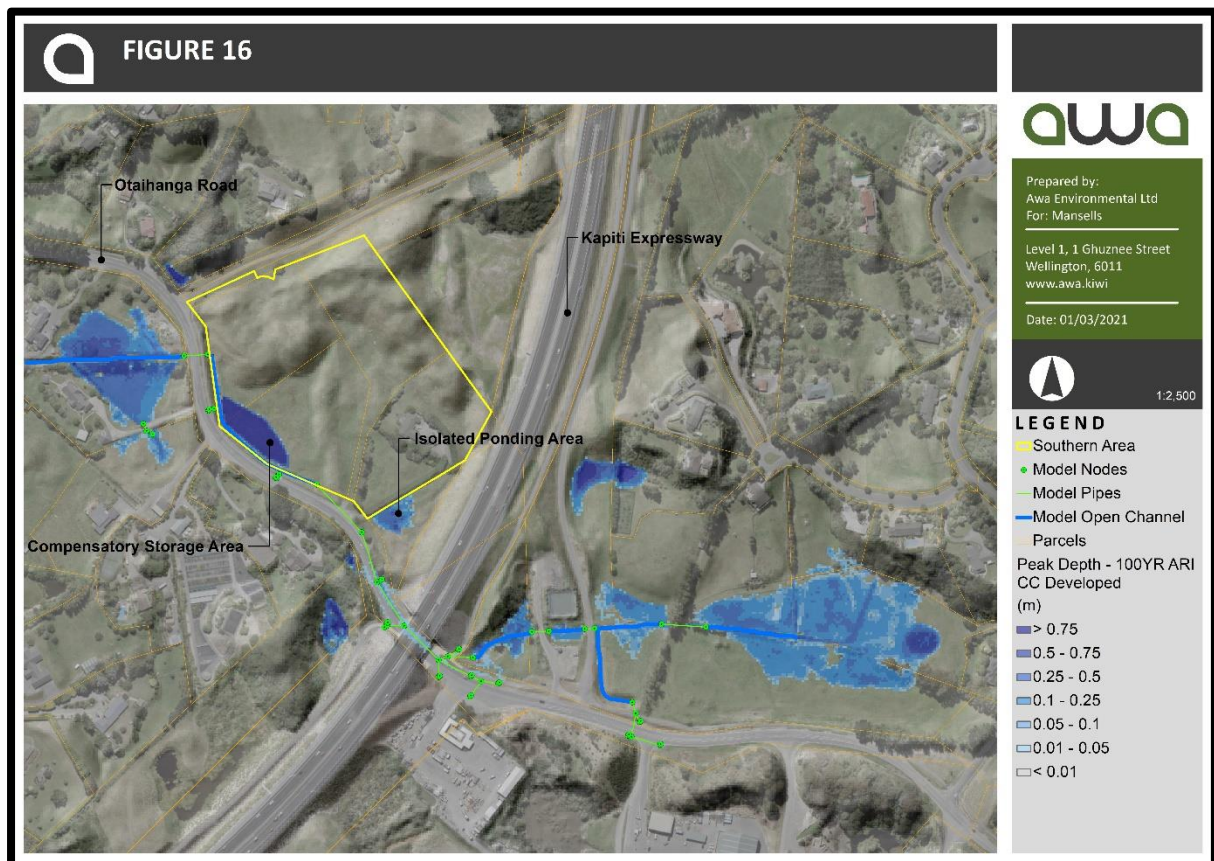 FIGURE 16
Otaihanga Road
Kapiti Expressway
Isolated Ponding Area
Compensatory Storage Area
awa
Prepared by:
Awa Environmental Ltd
For: Mansells
Level 1, 1 Ghuznee Street
Wellington, 6011
www.awa.kiwi
Date: 01/03/2021
1:2,500
LEGEND
Southern Area
Model Nodes
Model Pipes
Model Open Channel
Parcels
Peak Depth - 100YR ARI
CC Developed
(m)
> 0.75
0.5 - 0.75
0.25 - 0.5
0.1 - 0.25
0.05 - 0.1
0.01 - 0.05
< 0.01